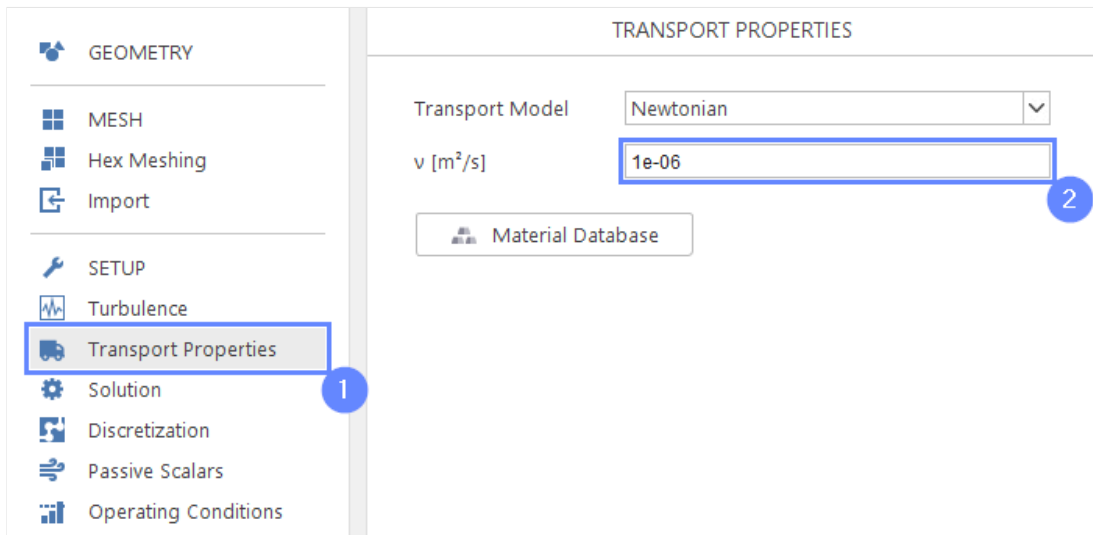 GEOMETRY
MESH
Hex Meshing
Import
SETUP
Turbulence
Transport Properties
1
Solution
Discretization
Passive Scalars
Operating Conditions
TRANSPORT PROPERTIES
Transport Model Newtonian
ν [m²/s] 1e-06
2
Material Database